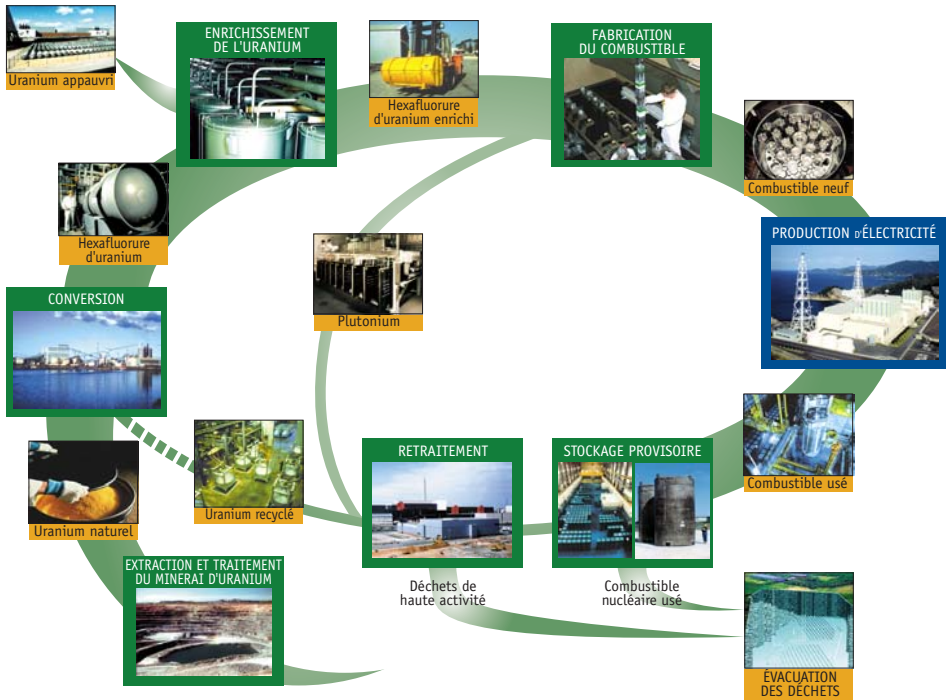 Uranium appauvri
ENRICHISSEMENT
DE L'URANIUM
Hexafluorure
d'uranium enrichi
FABRICATION
DU COMBUSTIBLE
Combustible neuf
Hexafluorure
d'uranium
PRODUCTION D'ÉLECTRICITÉ
CONVERSION
Plutonium
Uranium naturel
Uranium recyclé
RETRAITEMENT
STOCKAGE PROVISOIRE
Combustible usé
EXTRACTION ET TRAITEMENT
DU MINERAI D'URANIUM
Déchets de
haute activité
Combustible
nucléaire usé
ÉVACUATION
DES DÉCHETS